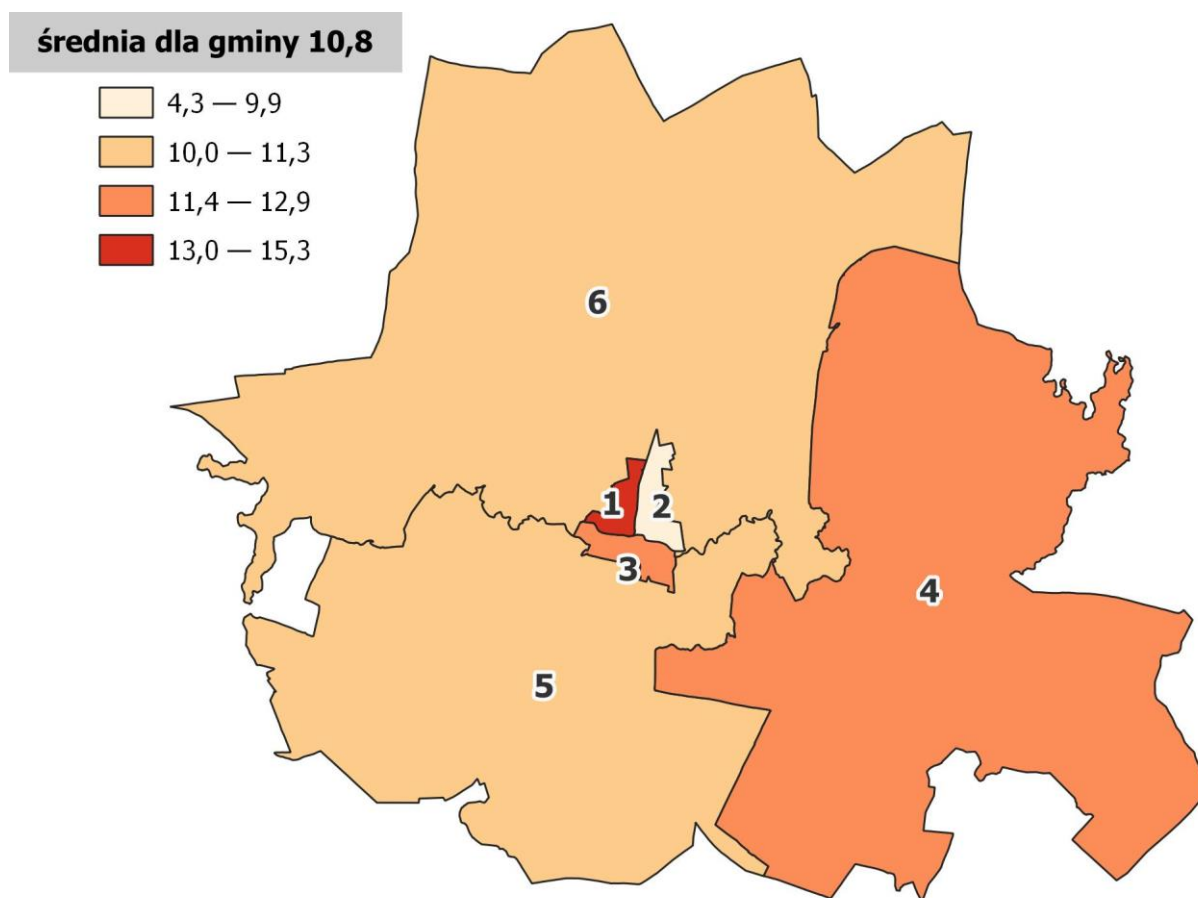 średnia dla gminy 10,8
4,3 — 9,9
10,0 — 11,3
11,4 — 12,9
13,0 — 15,3
6
1
2
3
4
5